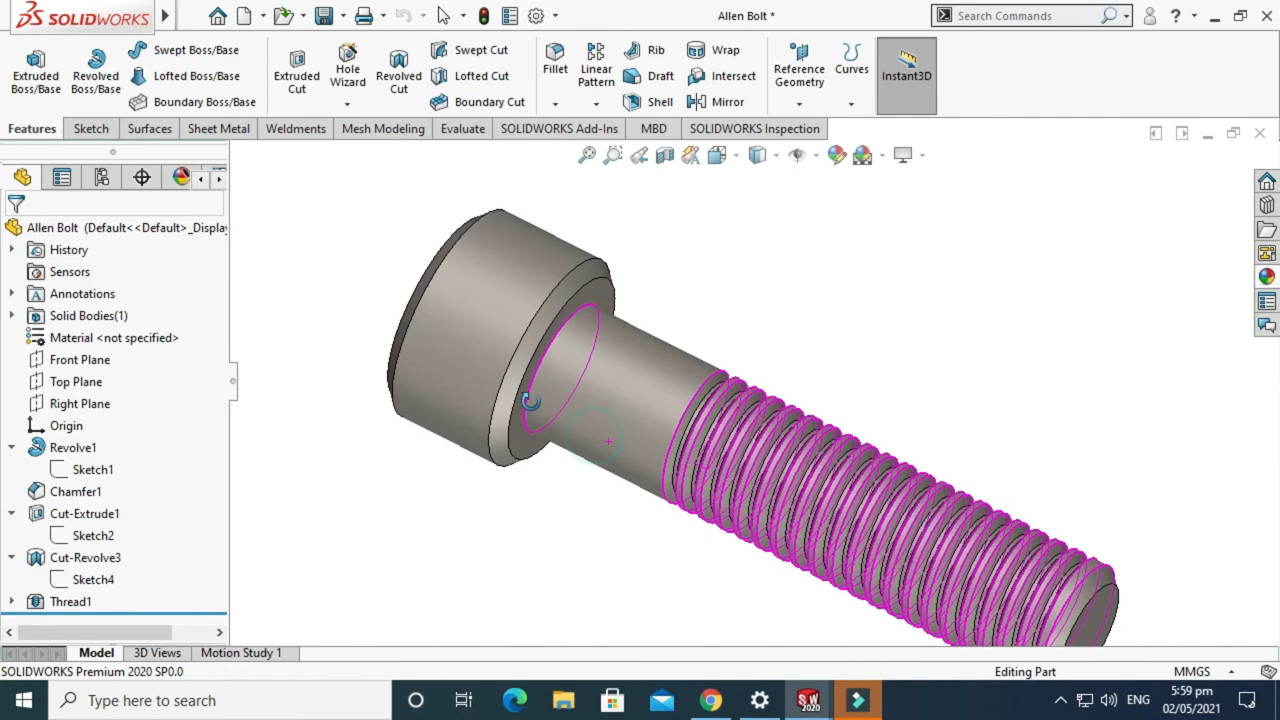 SOLIDWORKS
Allen Bolt *
Search Commands
Extruded Boss/Base
Revolved Boss/Base
Swept Boss/Base
Lofted Boss/Base
Boundary Boss/Base
Extruded Cut
Hole Wizard
Revolved Cut
Swept Cut
Lofted Cut
Boundary Cut
Fillet
Linear Pattern
Rib
Draft
Shell
Wrap
Intersect
Mirror
Reference Geometry
Curves
Instant3D
Features Sketch Surfaces Sheet Metal Weldments Mesh Modeling Evaluate SOLIDWORKS Add-Ins MBD SOLIDWORKS Inspection
Allen Bolt (Default<<Default>_Display
History
Sensors
Annotations
Solid Bodies(1)
Material <not specified>
Front Plane
Top Plane
Right Plane
Origin
Revolve1
Sketch1
Chamfer1
Cut-Extrude1
Sketch2
Cut-Revolve3
Sketch4
Thread1
Model 3D Views Motion Study 1
SOLIDWORKS Premium 2020 SP0.0 Editing Part MMGS
Type here to search
SW 2020
ENG
5:59 pm
02/05/2021